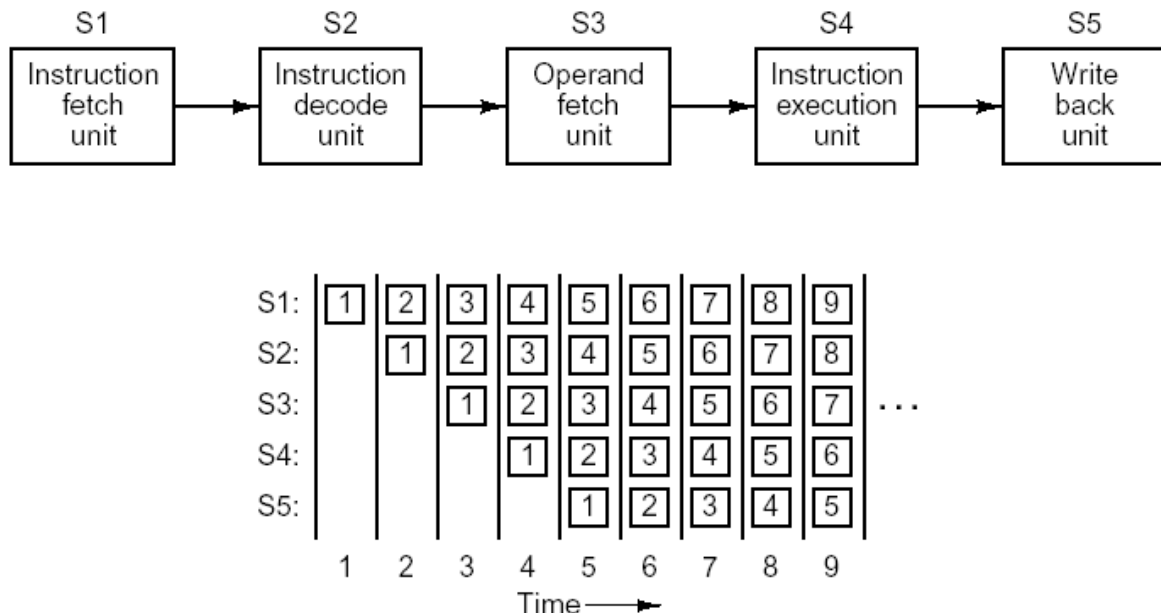 S1 S2 S3 S4 S5
Instruction fetch unit
Instruction decode unit
Operand fetch unit
Instruction execution unit
Write back unit
S1: 1 2 3 4 5 6 7 8 9
S2: 1 2 3 4 5 6 7 8
S3: 1 2 3 4 5 6 7 ...
S4: 1 2 3 4 5 6
S5: 1 2 3 4 5
1 2 3 4 5 6 7 8 9
Time